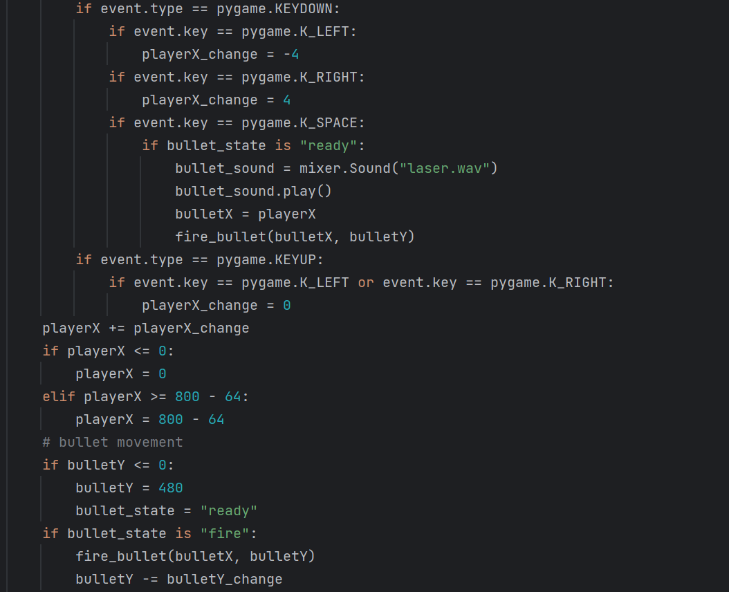 if event.type == pygame.KEYDOWN:
if event.key == pygame.K_LEFT:
playerX_change = -4
if event.key == pygame.K_RIGHT:
playerX_change = 4
if event.key == pygame.K_SPACE:
if bullet_state is "ready":
bullet_sound = mixer.Sound("laser.wav")
bullet_sound.play()
bulletX = playerX
fire_bullet(bulletX, bulletY)
if event.type == pygame.KEYUP:
if event.key == pygame.K_LEFT or event.key == pygame.K_RIGHT:
playerX_change = 0
playerX += playerX_change
if playerX <= 0:
playerX = 0
elif playerX >= 800 - 64:
playerX = 800 - 64
# bullet movement
if bulletY <= 0:
bulletY = 480
bullet_state = "ready"
if bullet_state is "fire":
fire_bullet(bulletX, bulletY)
bulletY -= bulletY_change